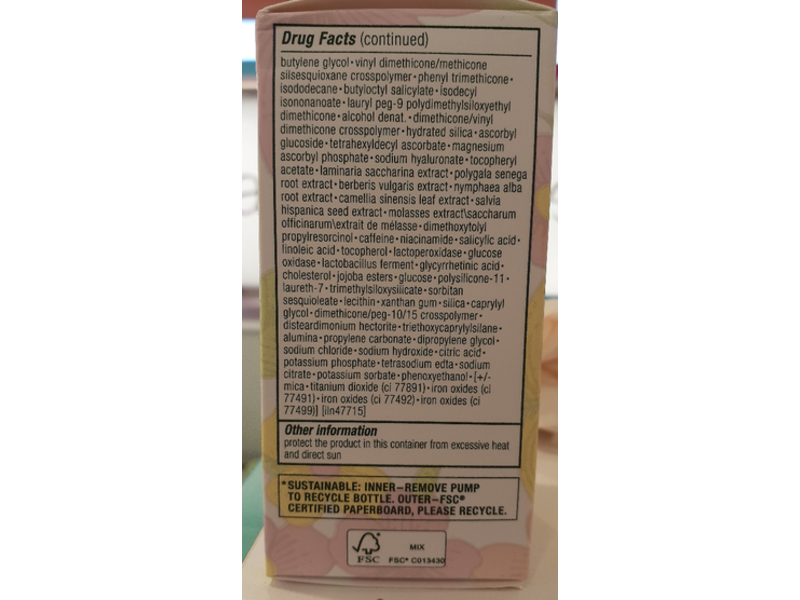 Drug Facts (continued)
butylene glycol • vinyl dimethicone/methicone
silsesquioxane crosspolymer • phenyl trimethicone •
isododecane • butyloctyl salicylate • isodecyl
isononanoate • lauryl peg-9 polydimethylsiloxyethyl
dimethicone • alcohol denat. • dimethicone/vinyl
dimethicone crosspolymer • hydrated silica • ascorbyl
glucoside • tetrahexyldecyl ascorbate • magnesium
ascorbyl phosphate • sodium hyaluronate • tocopheryl
acetate • laminaria saccharina extract • polygala senega
root extract • berberis vulgaris extract • nymphaea alba
root extract • camellia sinensis leaf extract • salvia
hispanica seed extract • molasses extract\saccharum
officinarum\extrait de mélasse • dimethoxytolyl
propylresorcinol • caffeine • niacinamide • salicylic acid •
linoleic acid • tocopherol • lactoperoxidase • glucose
oxidase • lactobacillus ferment • glycyrrhetinic acid •
cholesterol • jojoba esters • glucose • polysilicone-11 •
laureth-7 • trimethylsiloxysilicate • sorbitan
sesquioleate • lecithin • xanthan gum • silica • caprylyl
glycol • dimethicone/peg-10/15 crosspolymer •
disteardimonium hectorite • triethoxycaprylylsilane •
alumina • propylene carbonate • dipropylene glycol •
sodium chloride • sodium hydroxide • citric acid •
potassium phosphate • tetrasodium edta • sodium
citrate • potassium sorbate • phenoxyethanol • [+/-
mica • titanium dioxide (ci 77891) • iron oxides (ci
77491) • iron oxides (ci 77492) • iron oxides (ci
77499)] [iln47715]
Other information
protect the product in this container from excessive heat
and direct sun
*SUSTAINABLE: INNER–REMOVE PUMP
TO RECYCLE BOTTLE. OUTER–FSC®
CERTIFIED PAPERBOARD, PLEASE RECYCLE.
FSC
MIX
FSC® C013430